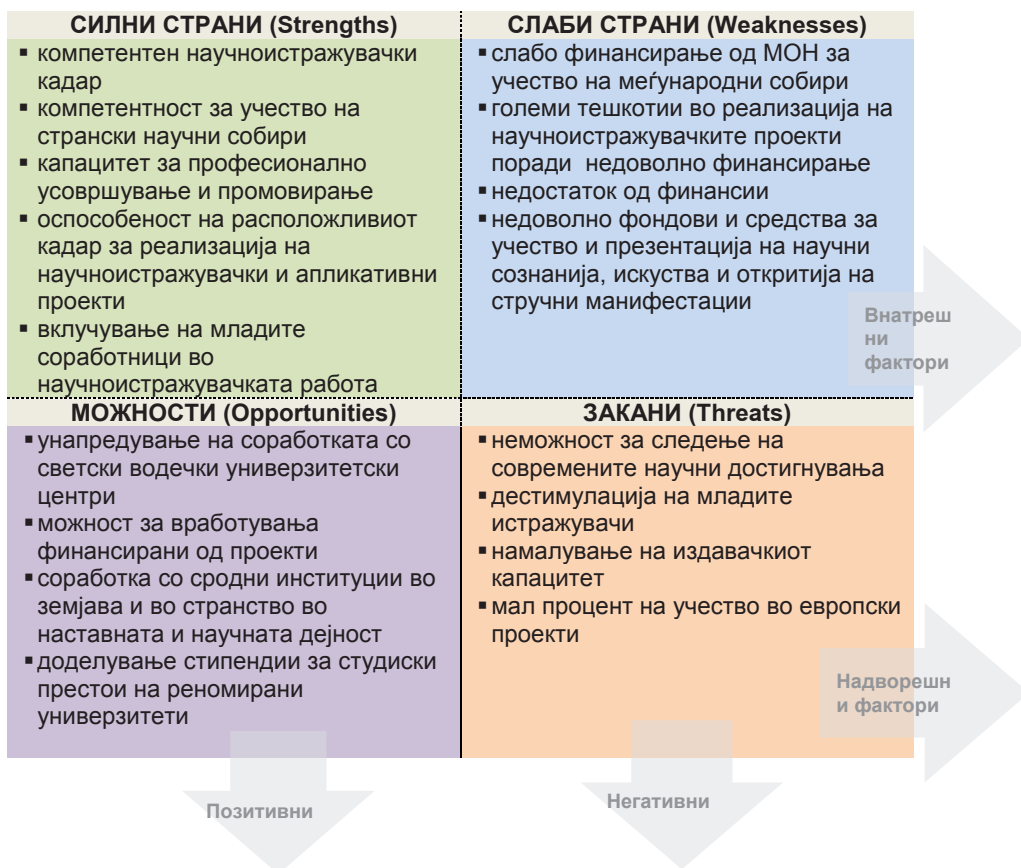 СИЛНИ СТРАНИ (Strengths)
▪ компетентен научноистражувачки
кадар
▪ компетентност за учество на
странски научни собири
▪ капацитет за професионално
усовршување и промовирање
▪ оспособеност на расположливиот
кадар за реализација на
научноистражувачки и апликативни
проекти
▪ вклучување на младите
соработници во
научноистражувачката работа
СЛАБИ СТРАНИ (Weaknesses)
▪ слабо финансирање од МОН за
учество на меѓународни собири
▪ големи тешкотии во реализација на
научноистражувачките проекти
поради недоволно финансирање
▪ недостаток од финансии
▪ недоволно фондови и средства за
учество и презентација на научни
сознанија, искуства и откритија на
стручни манифестации
Внатреш
ни
фактори
МОЖНОСТИ (Opportunities)
▪ унапредување на соработката со
светски водечки универзитетски
центри
▪ можност за вработувања
финансирани од проекти
▪ соработка со сродни институции во
земјава и во странство во
наставната и научната дејност
▪ доделување стипендии за студиски
престои на реномирани
универзитети
ЗАКАНИ (Threats)
▪ неможност за следење на
современите научни достигнувања
▪ дестимулација на младите
истражувачи
▪ намалување на издавачкиот
капацитет
▪ мал процент на учество во европски
проекти
Надворешн
и фактори
Позитивни
Негативни